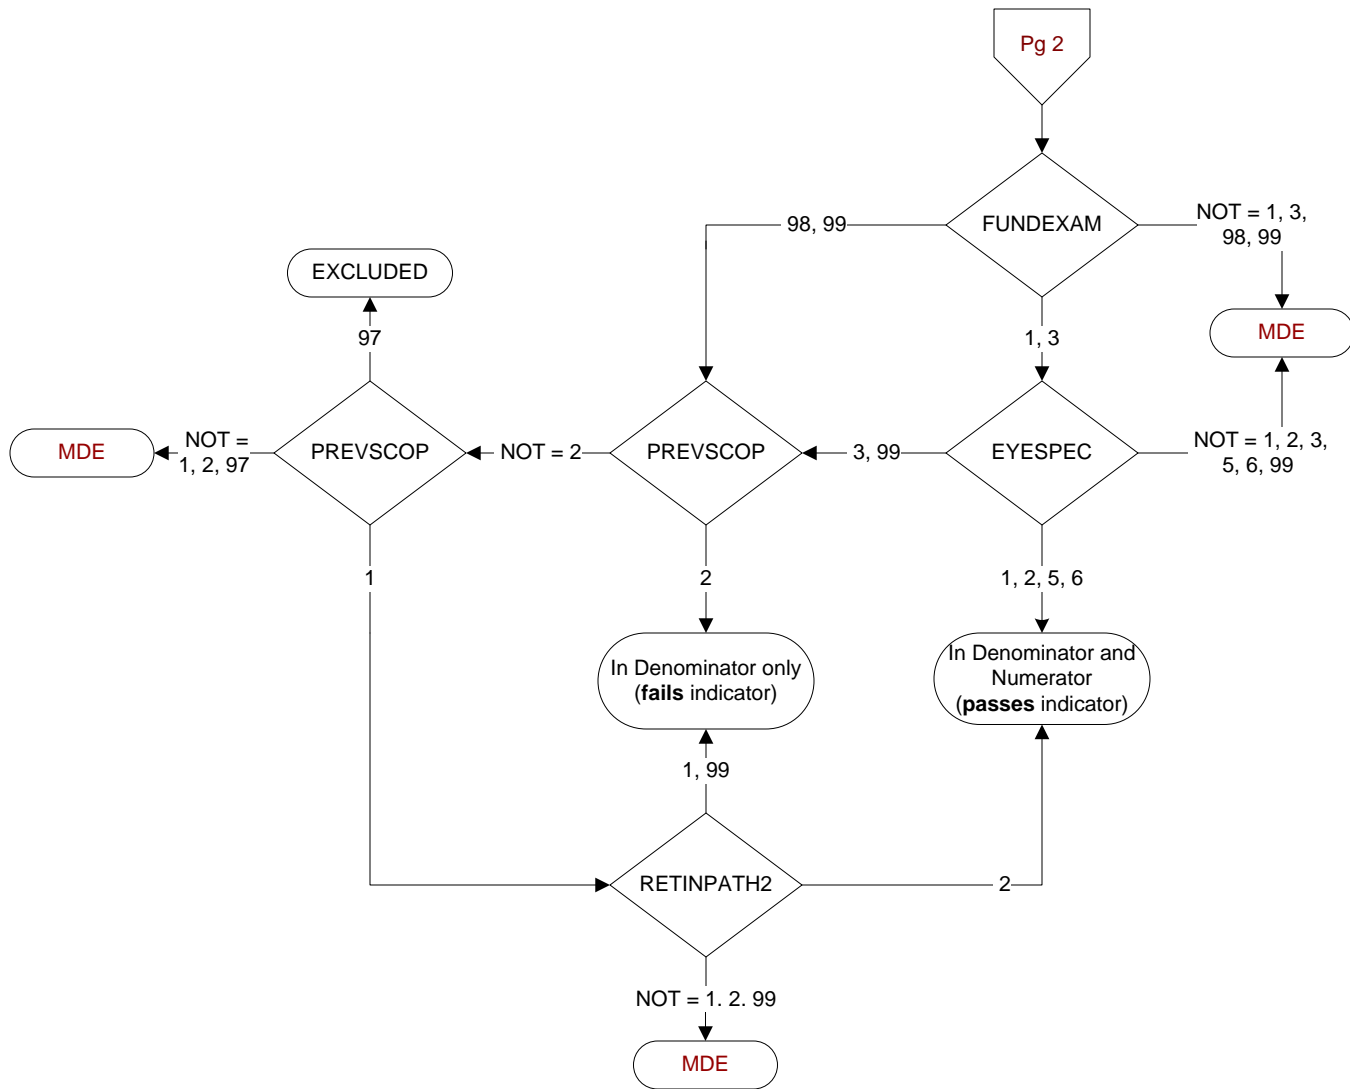 Pg 2
98, 99
FUNDEXAM
NOT = 1, 3,
98, 99
EXCLUDED
97
1, 3
MDE
MDE
NOT =
1, 2, 97
PREVSCOP
NOT = 2
PREVSCOP
3, 99
EYESPEC
NOT = 1, 2, 3,
5, 6, 99
1
2
1, 2, 5, 6
In Denominator only
(fails indicator)
In Denominator and
Numerator
(passes indicator)
1, 99
RETINPATH2
2
NOT = 1. 2. 99
MDE